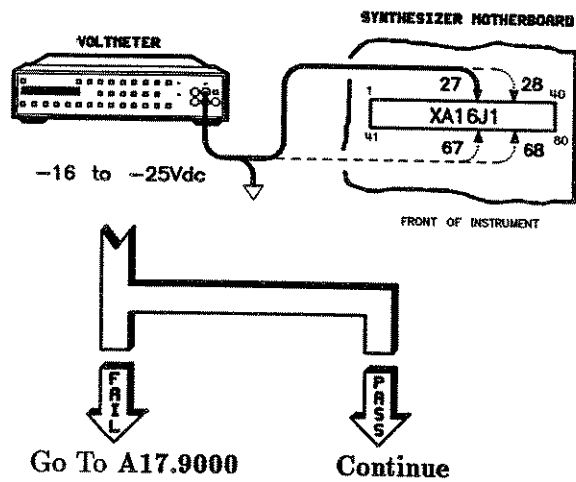 SYNTHESIZER MOTHERBOARD
VOLTMETER
27 28
1 40
XA16J1
41 80
67 68
-16 to -25Vdc
FRONT OF INSTRUMENT
FAIL PASS
Go To A17.9000 Continue